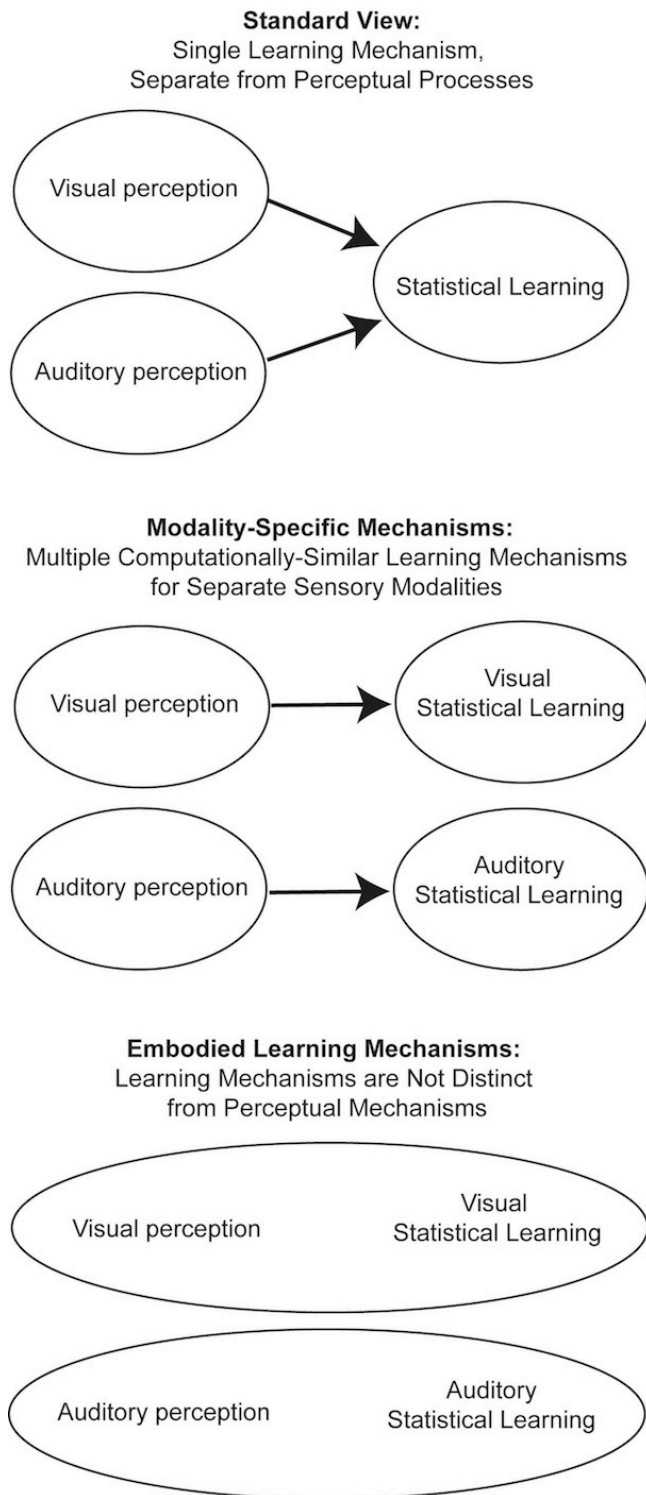 Standard View:
Single Learning Mechanism,
Separate from Perceptual Processes
Visual perception
Statistical Learning
Auditory perception
Modality-Specific Mechanisms:
Multiple Computationally-Similar Learning Mechanisms
for Separate Sensory Modalities
Visual perception
Visual
Statistical Learning
Auditory perception
Auditory
Statistical Learning
Embodied Learning Mechanisms:
Learning Mechanisms are Not Distinct
from Perceptual Mechanisms
Visual perception
Visual
Statistical Learning
Auditory perception
Auditory
Statistical Learning